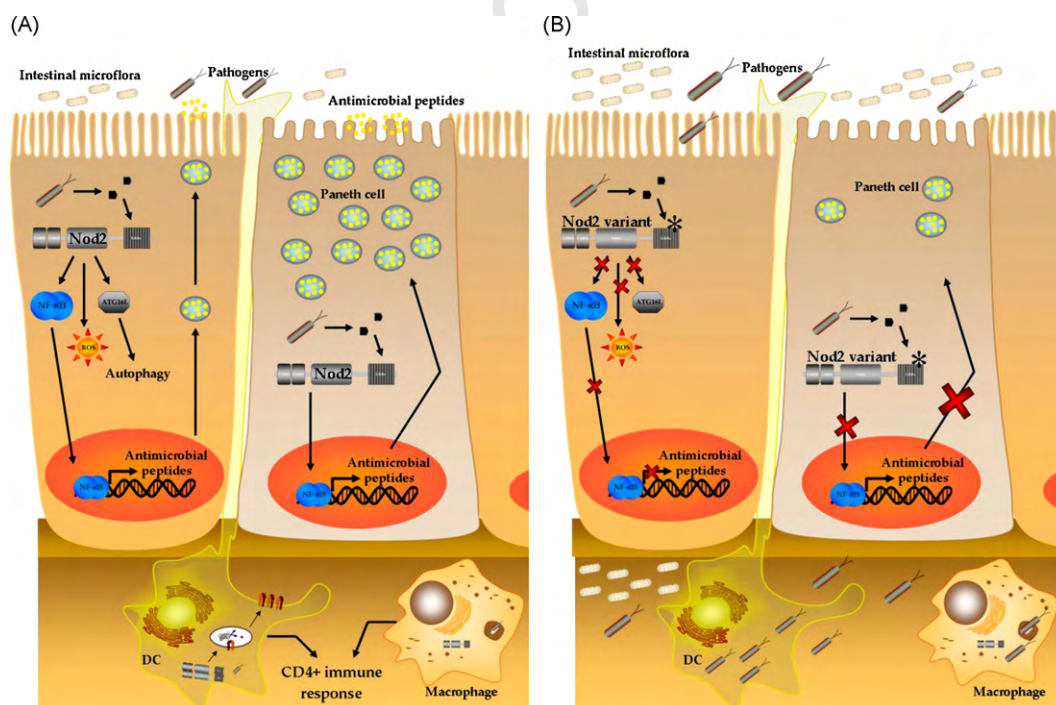 (A)
Intestinal microflora
Pathogens
Antimicrobial peptides
Paneth cell
Nod2
NF-κB
ATG16L
ROS
Autophagy
Nod2
Antimicrobial
peptides
NF-κB
Antimicrobial
peptides
NF-κB
DC
CD4+ immune
response
Macrophage
(B)
Intestinal microflora
Pathogens
Paneth cell
Nod2 variant
*
NF-κB
ATG16L
ROS
Nod2 variant
*
Antimicrobial
peptides
NF-κB
Antimicrobial
peptides
NF-κB
DC
Macrophage